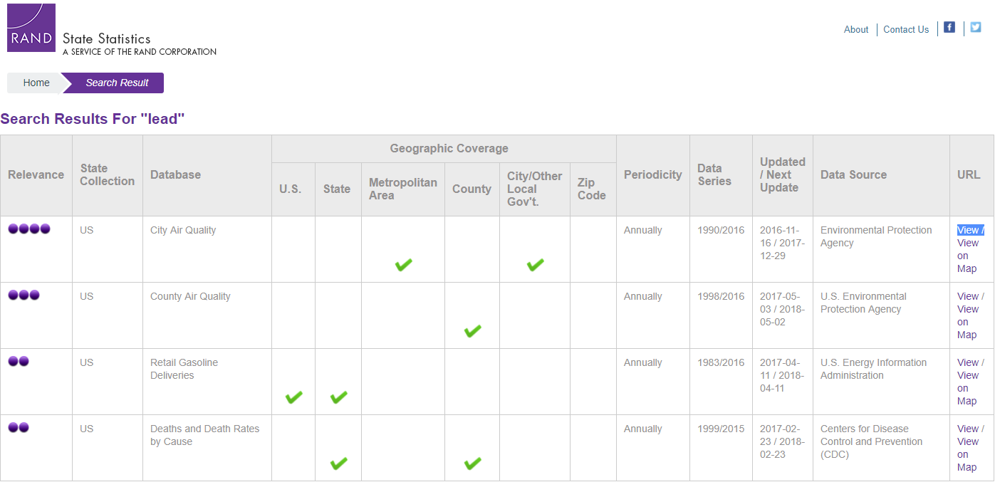 RAND
State Statistics
A SERVICE OF THE RAND CORPORATION
About
Contact Us
Home
Search Result
Search Results For "lead"
Relevance
State
Collection
Database
Geographic Coverage
U.S.
State
Metropolitan
Area
County
City/Other
Local
Gov't.
Zip
Code
Periodicity
Data
Series
Updated
/ Next
Update
Data Source
URL
US
City Air Quality
Annually
1990/2016
2016-11-
16 / 2017-
12-29
Environmental Protection
Agency
View /
View
on
Map
US
County Air Quality
Annually
1998/2016
2017-05-
03 / 2018-
05-02
U.S. Environmental
Protection Agency
View /
View
on
Map
US
Retail Gasoline
Deliveries
Annually
1983/2016
2017-04-
11 / 2018-
04-11
U.S. Energy Information
Administration
View /
View
on
Map
US
Deaths and Death Rates
by Cause
Annually
1999/2015
2017-02-
23 / 2018-
02-23
Centers for Disease
Control and Prevention
(CDC)
View /
View
on
Map